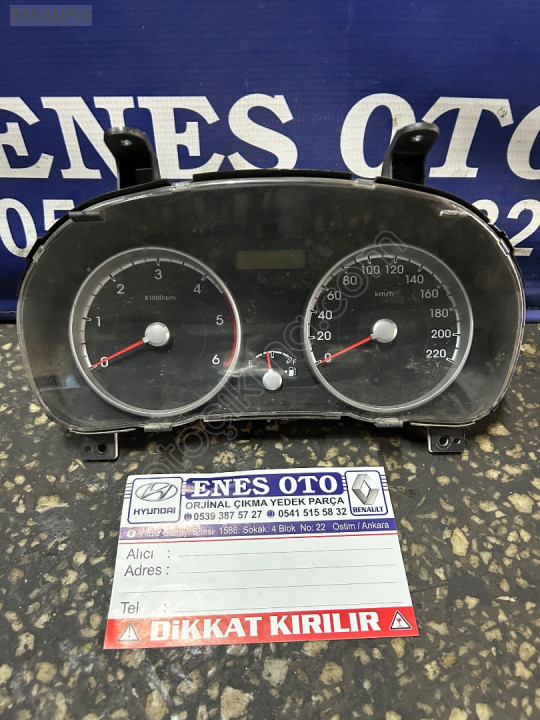 ENES OTO
0 1 2 3 4 5 6
x1000rpm
E F
0 20 40 60 80 100 120 140 160 180 200 220
km/h
HYUNDAI
ENES OTO
ORJİNAL ÇIKMA YEDEK PARÇA
0539 387 57 27 0541 515 58 32
RENAULT
Sanayi Sitesi 1586. Sokak. 4 Blok No: 22 Ostim / Ankara
Alıcı :
Adres :
Tel :
DİKKAT KIRILIR